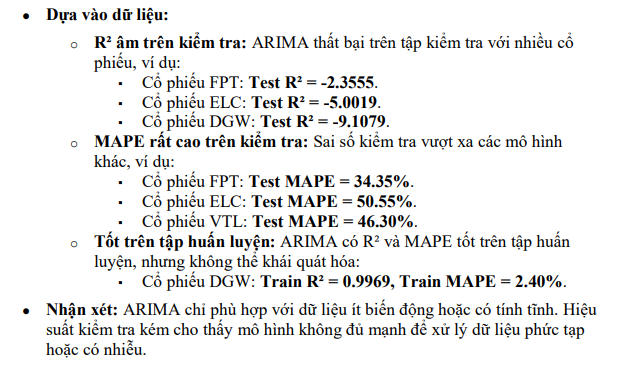 • Dựa vào dữ liệu:
o R² âm trên kiểm tra: ARIMA thất bại trên tập kiểm tra với nhiều cổ
phiếu, ví dụ:
▪ Cổ phiếu FPT: Test R² = -2.3555.
▪ Cổ phiếu ELC: Test R² = -5.0019.
▪ Cổ phiếu DGW: Test R² = -9.1079.
o MAPE rất cao trên kiểm tra: Sai số kiểm tra vượt xa các mô hình
khác, ví dụ:
▪ Cổ phiếu FPT: Test MAPE = 34.35%.
▪ Cổ phiếu ELC: Test MAPE = 50.55%.
▪ Cổ phiếu VTL: Test MAPE = 46.30%.
o Tốt trên tập huấn luyện: ARIMA có R² và MAPE tốt trên tập huấn
luyện, nhưng không thể khái quát hóa:
▪ Cổ phiếu DGW: Train R² = 0.9969, Train MAPE = 2.40%.
• Nhận xét: ARIMA chỉ phù hợp với dữ liệu ít biến động hoặc có tính tĩnh. Hiệu
suất kiểm tra kém cho thấy mô hình không đủ mạnh để xử lý dữ liệu phức tạp
hoặc có nhiễu.